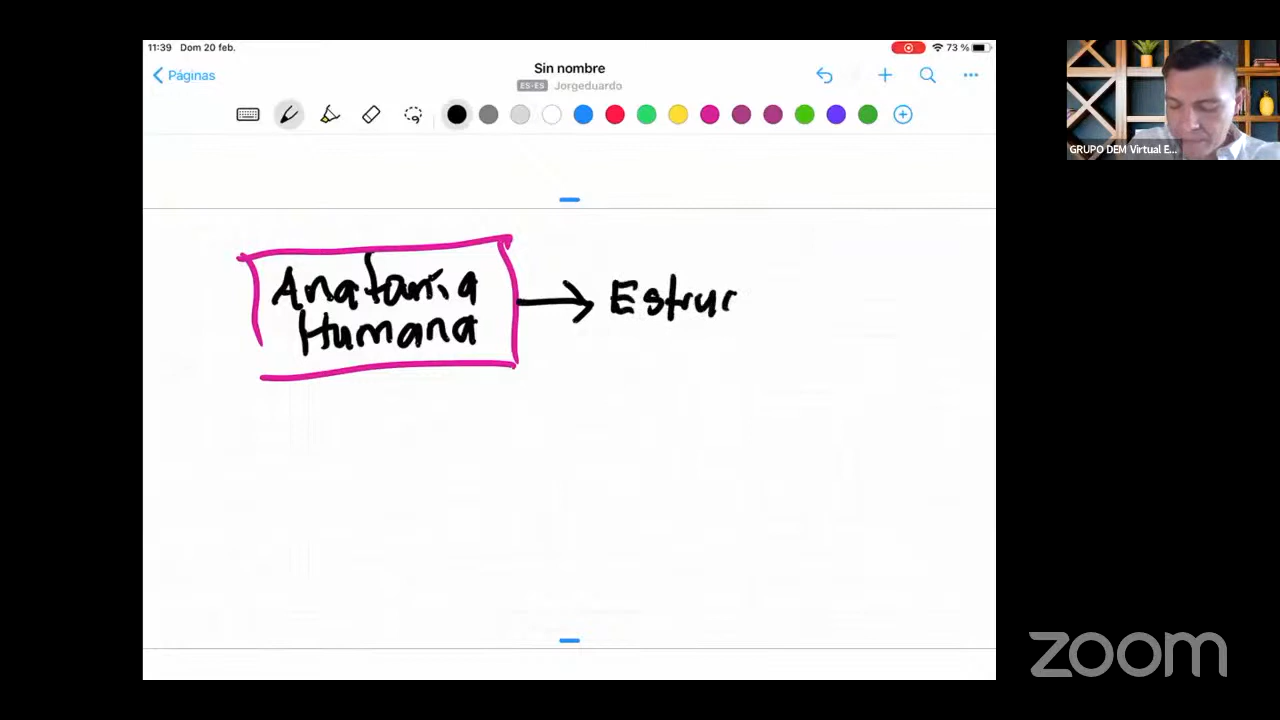 11:39 Dom 20 feb.
73 %
Páginas
Sin nombre
ES-ES Jorgeduardo
GRUPO DEM Virtual E...
Anatomía
Humana
Estruc
zoom